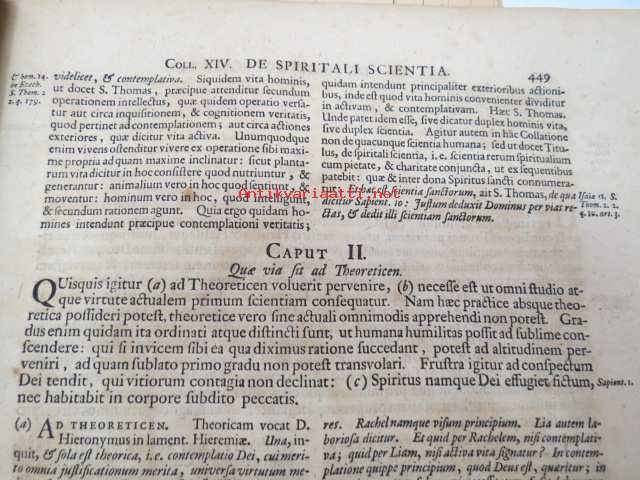 COLL. XIV. DE SPIRITALI SCIENTIA. 449
& hom. 14.
in Ezech.
S. Thom. 2
2. q. 179.
videlicet, & contemplativa. Siquidem vita hominis,
ut docet S. Thomas, præcipue attenditur secundum
operationem intellectus, quæ quidem operatio versa-
tur aut circa inquisitionem, & cognitionem veritatis,
quod pertinet ad contemplationem; aut circa actiones
exteriores, quæ dicitur vita activa. Unumquodque
enim vivens ostenditur vivere ex operatione sibi maxi-
me propria ad quam maxime inclinatur: sicut planta-
rum vita dicitur in hoc consistere quod nutriuntur, &
generantur: animalium vero in hoc quod sentiunt, &
moventur: hominum vero in hoc, quod intelligunt,
& secundum rationem agunt. Quia ergo quidam ho-
mines intendunt præcipue contemplationi veritatis;
quidam intendunt principaliter exterioribus actioni-
bus, inde est quod vita hominis convenienter dividitur
in activam, & contemplativam. Hæc S. Thomas.
Unde patet idem esse, sive dicatur duplex hominis vita,
sive duplex scientia. Agitur autem in hâc Collatione
non de quacunque scientia humana; sed ut docet Titu-
lus, de spiritali scientia, i. e. scientia rerum spiritualium
cum pietate, & charitate conjuncta, ut ex sequentibus
patebit: quæ & inter dona Spiritus sancti connumera-
tur. scientia sanctorum, ait S. Thomas, de qua
dicitur Sapient. 10: Justum deduxit Dominus per vias re-
ctas, & dedit illi scientiam sanctorum.
Isaiæ 11. S.
Thom. 2. 2.
q. art. 3.
antikvariaatti.net
CAPUT II.
Quæ via sit ad Theoreticen.
QUisquis igitur (a) ad Theoreticen voluerit pervenire, (b) necesse est ut omni studio at-
que virtute actualem primum scientiam consequatur. Nam hæc practice absque theo-
retica possideri potest, theoretice vero sine actuali omnimodis apprehendi non potest. Gra-
dus enim quidam ita ordinati atque distincti sunt, ut humana humilitas possit ad sublime con-
scendere: qui si invicem sibi ea qua diximus ratione succedant, potest ad altitudinem per-
veniri, ad quam sublato primo gradu non potest transvolari. Frustra igitur ad conspectum
Dei tendit, qui vitiorum contagia non declinat: (c) Spiritus namque Dei effugiet fictum,
nec habitabit in corpore subdito peccatis.
Sapient. 1.
(a) AD THEORETICEN. Theoricam vocat D.
Hieronymus in lament. Hieremiæ. Una, in-
quit, & sola est theorica, i. e. contemplatio Dei, cui meri-
to omnia justificationum merita, universa virtutum me-
res. Rachel namque visum principium. Lia autem la-
boriosa dicitur. Et quid per Rachelem, nisi contemplati-
va; quid per Liam, nisi activa vita signatur? In contem-
platione quippe principium, quod Deus est, quæritur; in